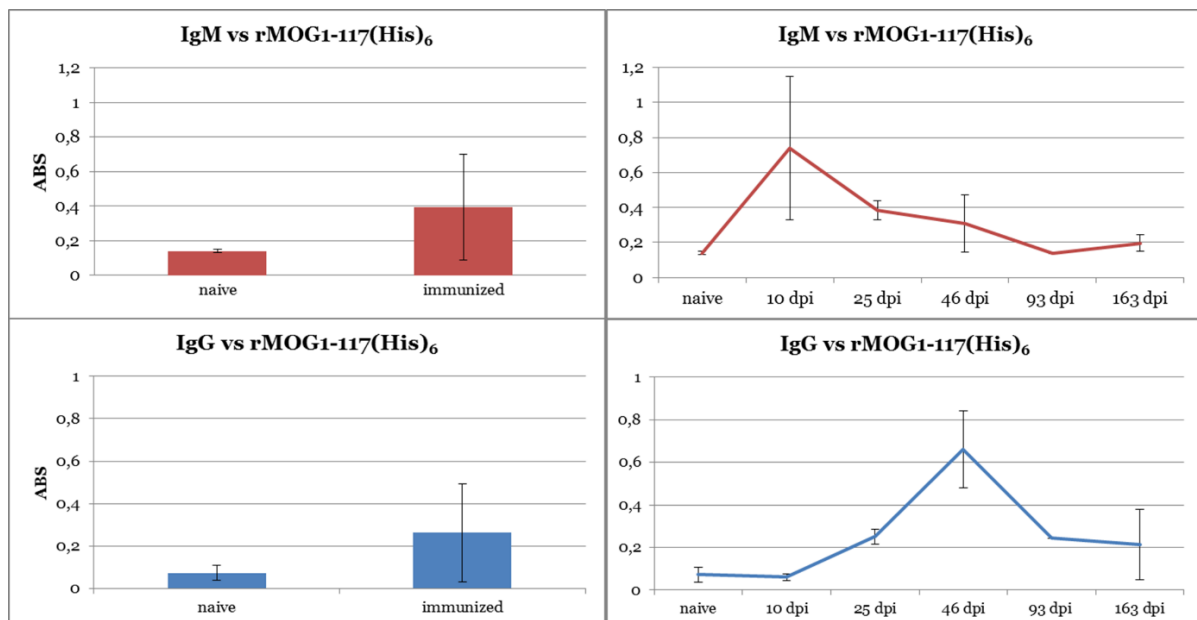 IgM vs rMOG1-117(His)6
1,2
1
0,8
0,6
0,4
0,2
0
ABS
naive immunized
IgM vs rMOG1-117(His)6
1,2
1
0,8
0,6
0,4
0,2
0
naive 10 dpi 25 dpi 46 dpi 93 dpi 163 dpi
IgG vs rMOG1-117(His)6
1
0,8
0,6
0,4
0,2
0
ABS
naive immunized
IgG vs rMOG1-117(His)6
1
0,8
0,6
0,4
0,2
0
naive 10 dpi 25 dpi 46 dpi 93 dpi 163 dpi